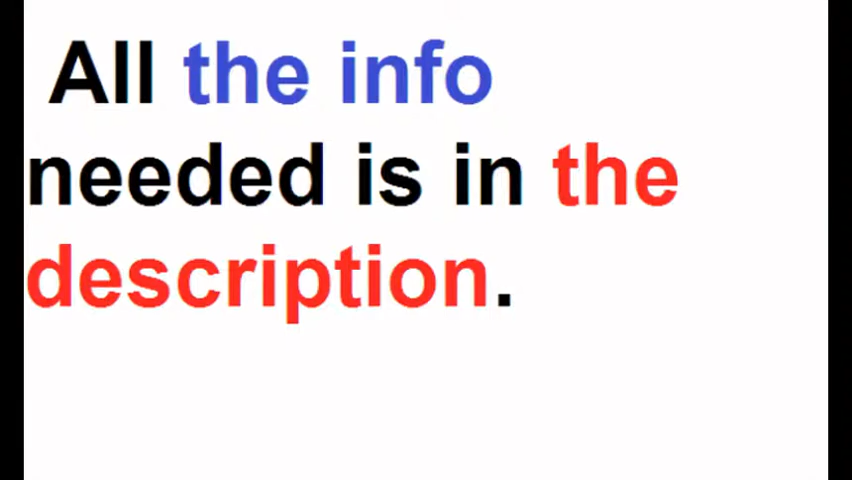 All the info
needed is in the
description.